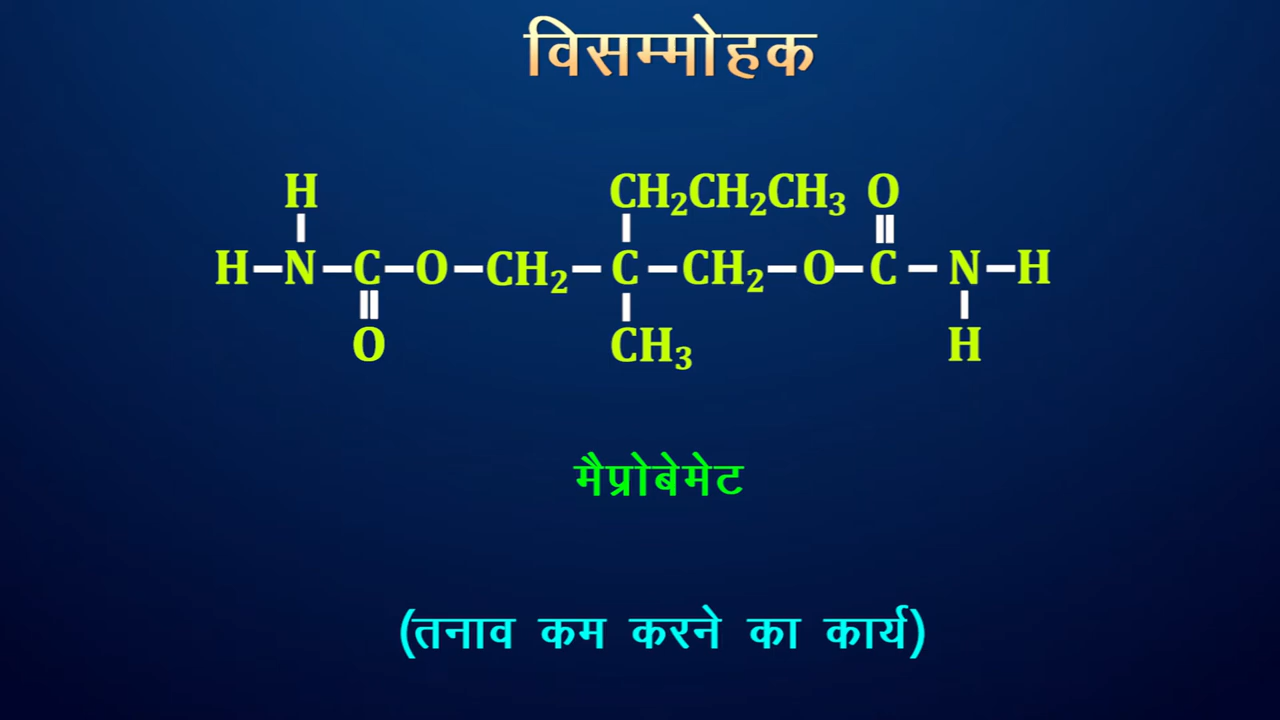 विसम्मोहक
H CH₂CH₂CH₃ O
H–N–C–O–CH₂–C–CH₂–O–C–N–H
O CH₃ H
मैप्रोबेमेट
(तनाव कम करने का कार्य)